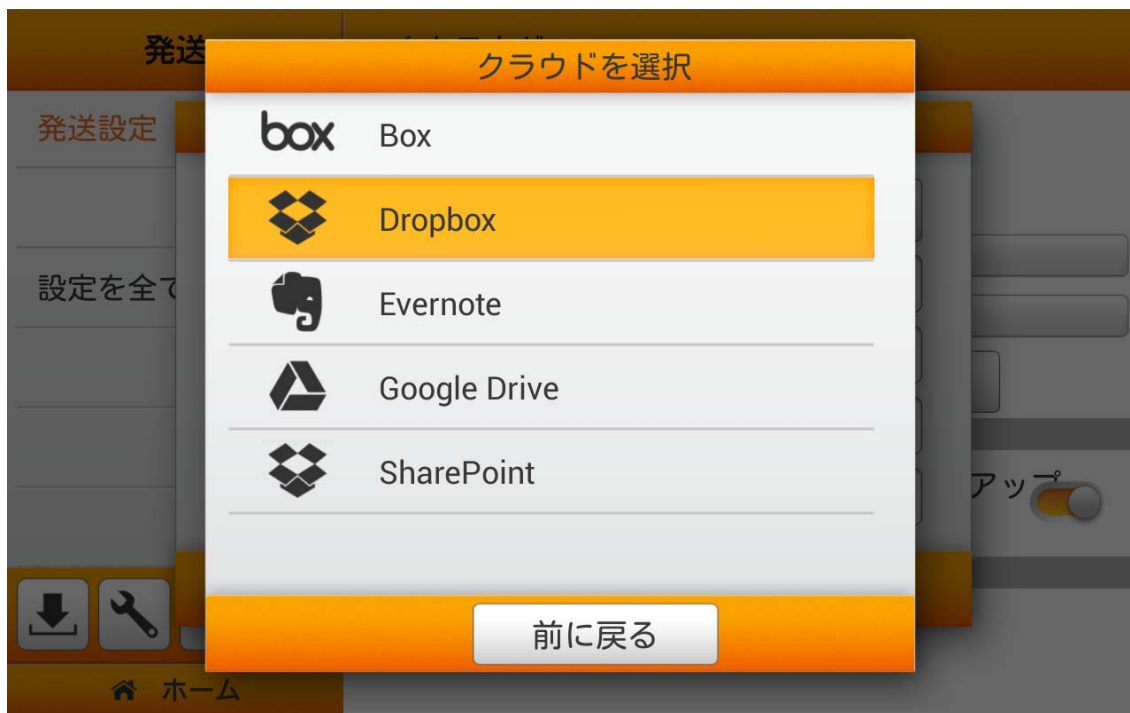 発送
クラウドを選択
発送設定
box Box
Dropbox
設定を全て
Evernote
Google Drive
SharePoint
アップ
前に戻る
ホーム